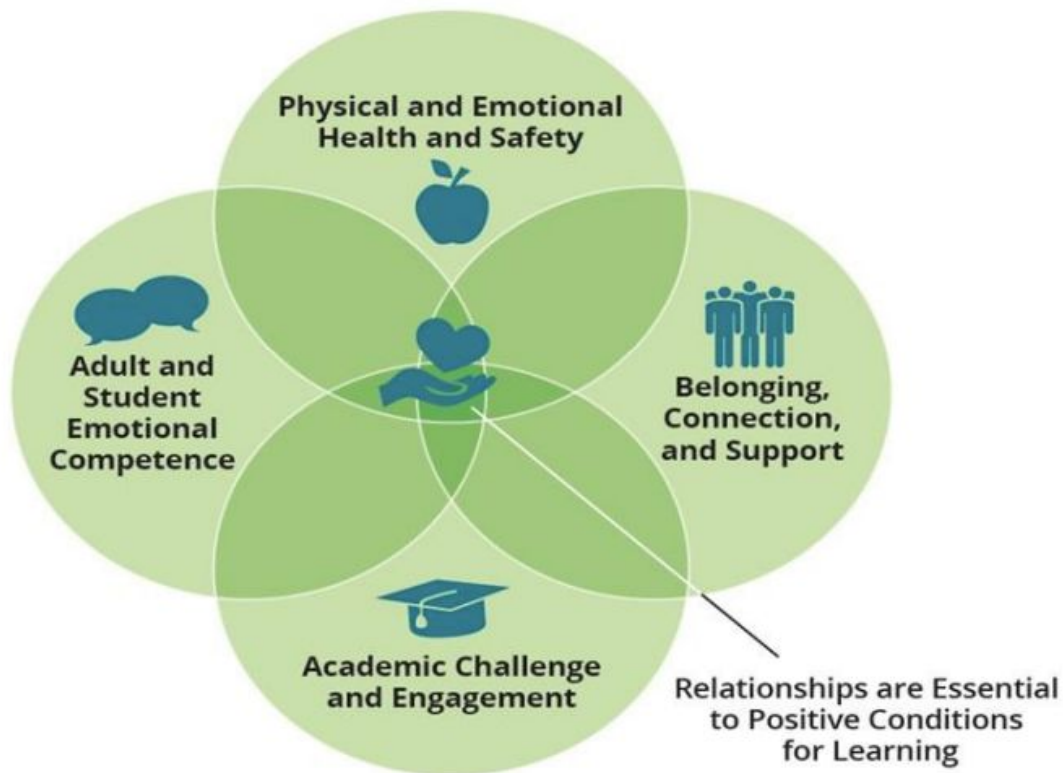 Physical and Emotional
Health and Safety
Adult and
Student
Emotional
Competence
Belonging,
Connection,
and Support
Academic Challenge
and Engagement
Relationships are Essential
to Positive Conditions
for Learning